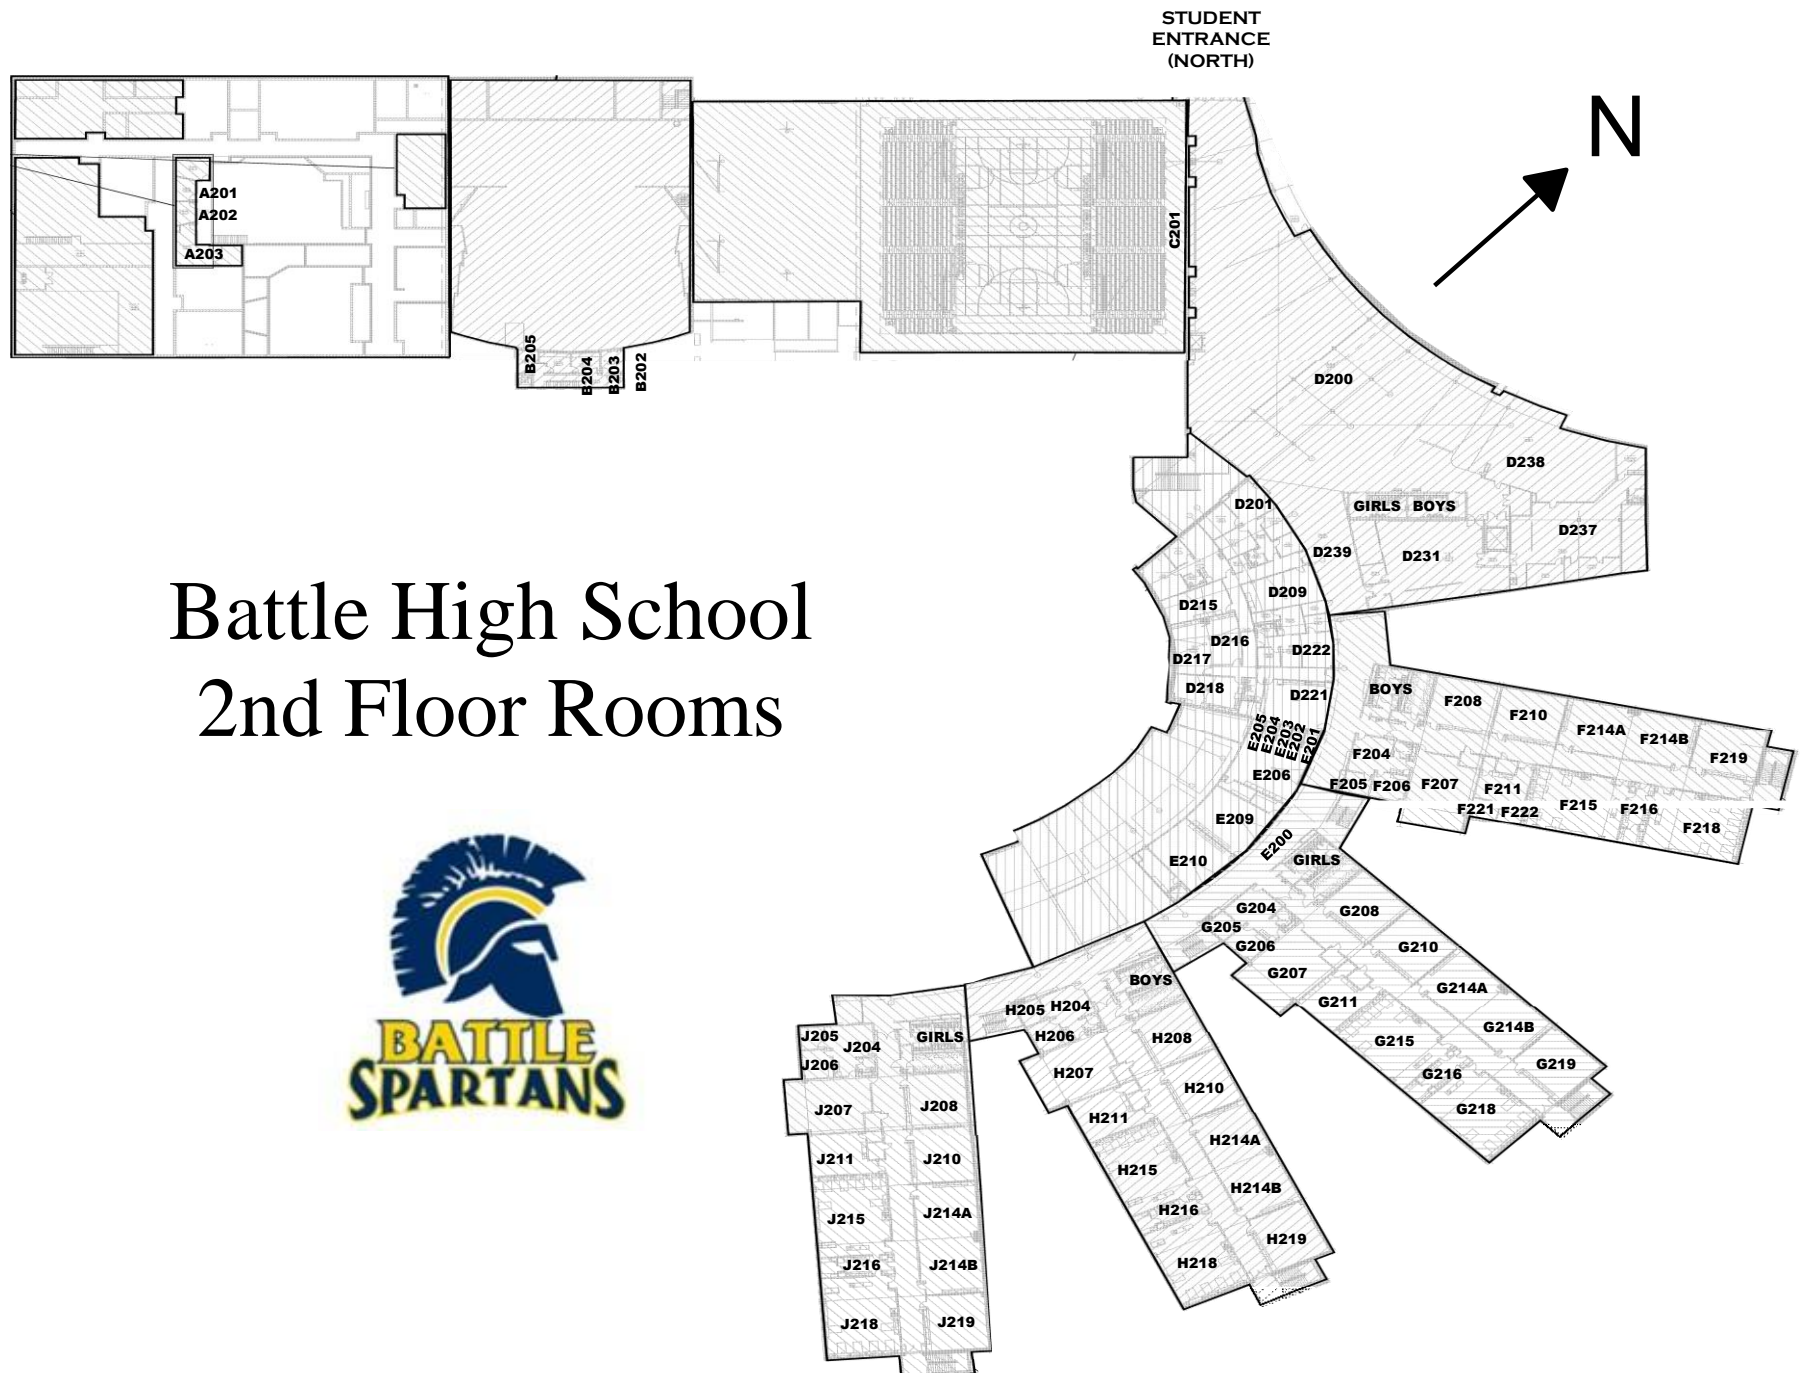 STUDENT
ENTRANCE
(NORTH)
N
A201
A202
A203
B205
B204
B203
B202
C201
D200
D238
GIRLS BOYS
D237
D201
D239
D231
D209
D215
D216
D222
D217
D218
D221
E205
E204
E203
E202
E201
E206
E209
E210
E200
Battle High School
2nd Floor Rooms
BATTLE
SPARTANS
BOYS
F208
F210
F214A
F214B
F219
F204
F205
F206
F207
F211
F221
F222
F215
F216
F218
GIRLS
G204
G205
G206
G207
G208
G210
G211
G214A
G214B
G215
G216
G218
G219
BOYS
H205
H204
H206
H207
H208
H210
H211
H214A
H214B
H215
H216
H218
H219
GIRLS
J205
J204
J206
J207
J208
J211
J210
J215
J214A
J216
J214B
J218
J219